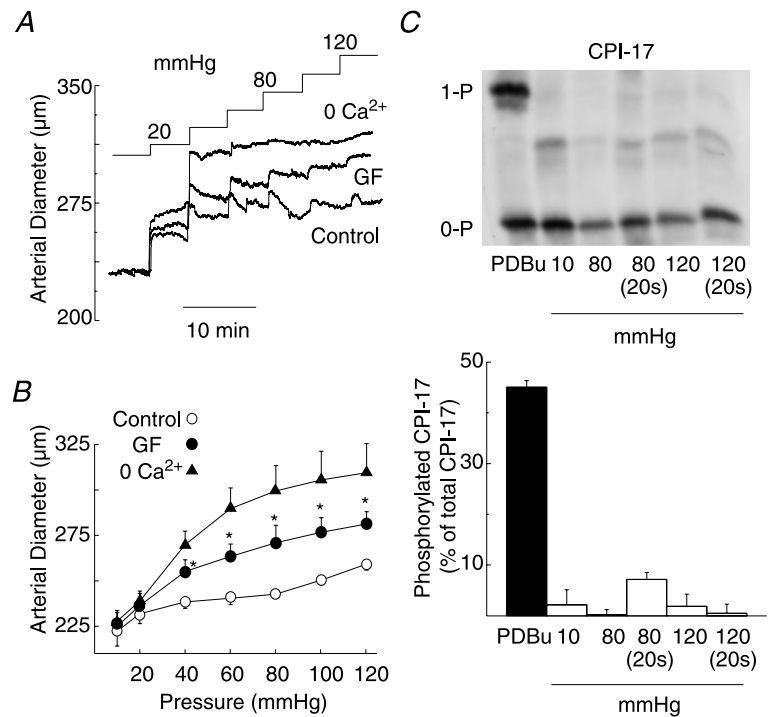 A
mmHg
120
80
20
0 Ca²⁺
GF
Control
Arterial Diameter (µm)
350
275
200
10 min
B
Control
GF
0 Ca²⁺
Arterial Diameter (µm)
325
275
225
*
*
*
*
*
20 40 60 80 100 120
Pressure (mmHg)
C
CPI-17
1-P
0-P
PDBu 10 80 80 120 120
(20s) (20s)
mmHg
Phosphorylated CPI-17
(% of total CPI-17)
50
30
10
PDBu 10 80 80 120 120
(20s) (20s)
mmHg